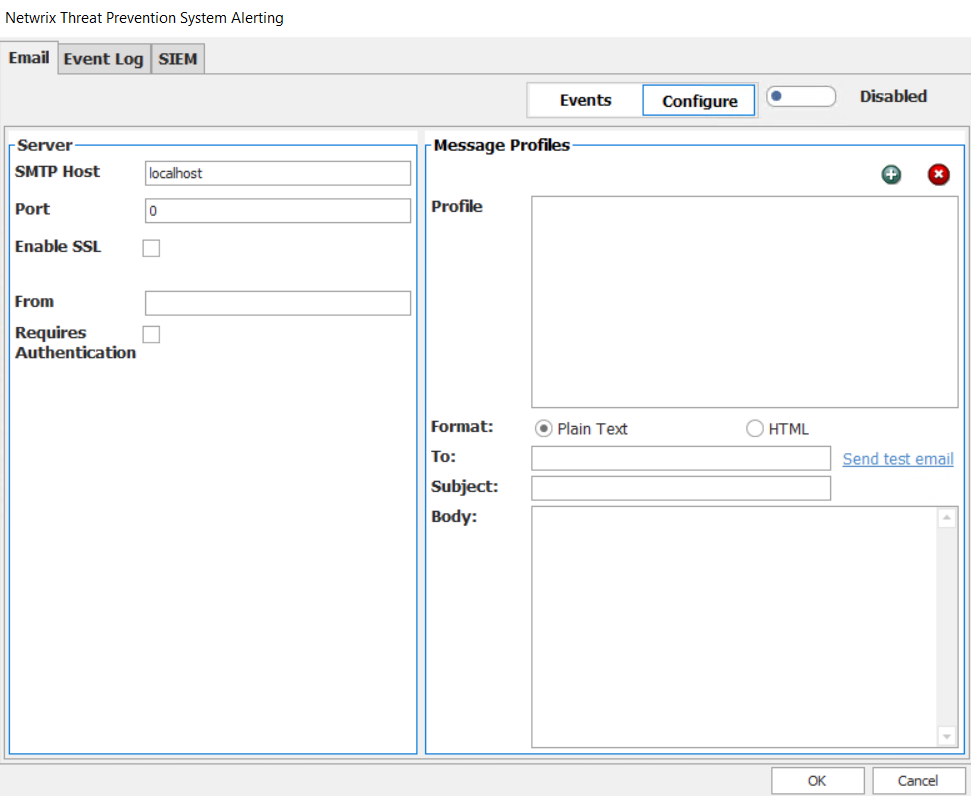 Netwrix Threat Prevention System Alerting
Email Event Log SIEM
Events Configure Disabled
Server
SMTP Host localhost
Port 0
Enable SSL
From
Requires
Authentication
Message Profiles
Profile
Format: Plain Text HTML
To: Send test email
Subject:
Body:
OK Cancel